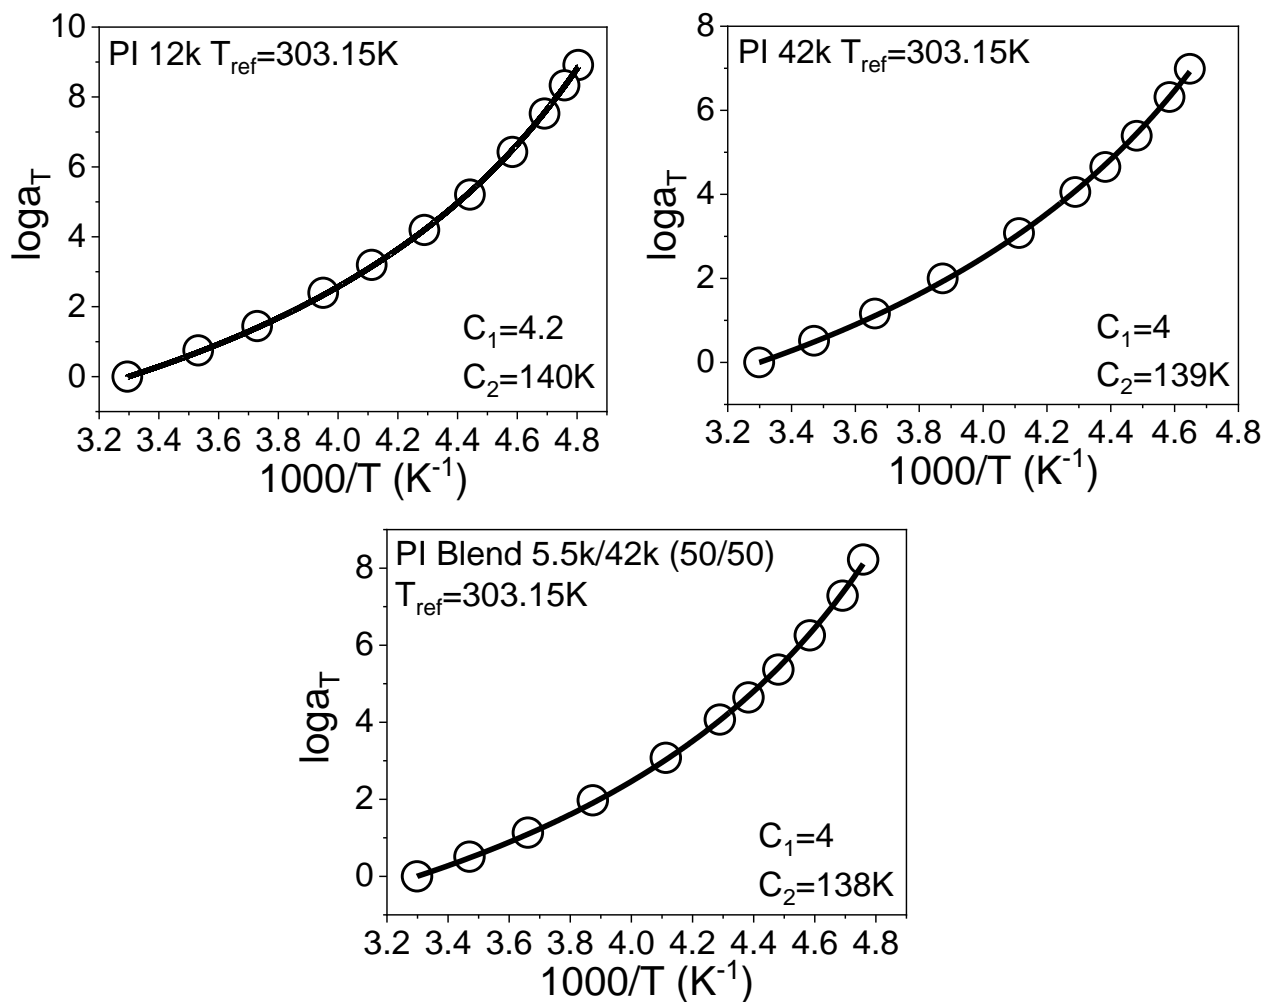 PI 12k T_ref=303.15K
10
8
6
4
2
0
loga_T
C_1=4.2
C_2=140K
3.2 3.4 3.6 3.8 4.0 4.2 4.4 4.6 4.8
1000/T (K^-1)
PI 42k T_ref=303.15K
8
6
4
2
0
loga_T
C_1=4
C_2=139K
3.2 3.4 3.6 3.8 4.0 4.2 4.4 4.6 4.8
1000/T (K^-1)
PI Blend 5.5k/42k (50/50)
T_ref=303.15K
8
6
4
2
0
loga_T
C_1=4
C_2=138K
3.2 3.4 3.6 3.8 4.0 4.2 4.4 4.6 4.8
1000/T (K^-1)